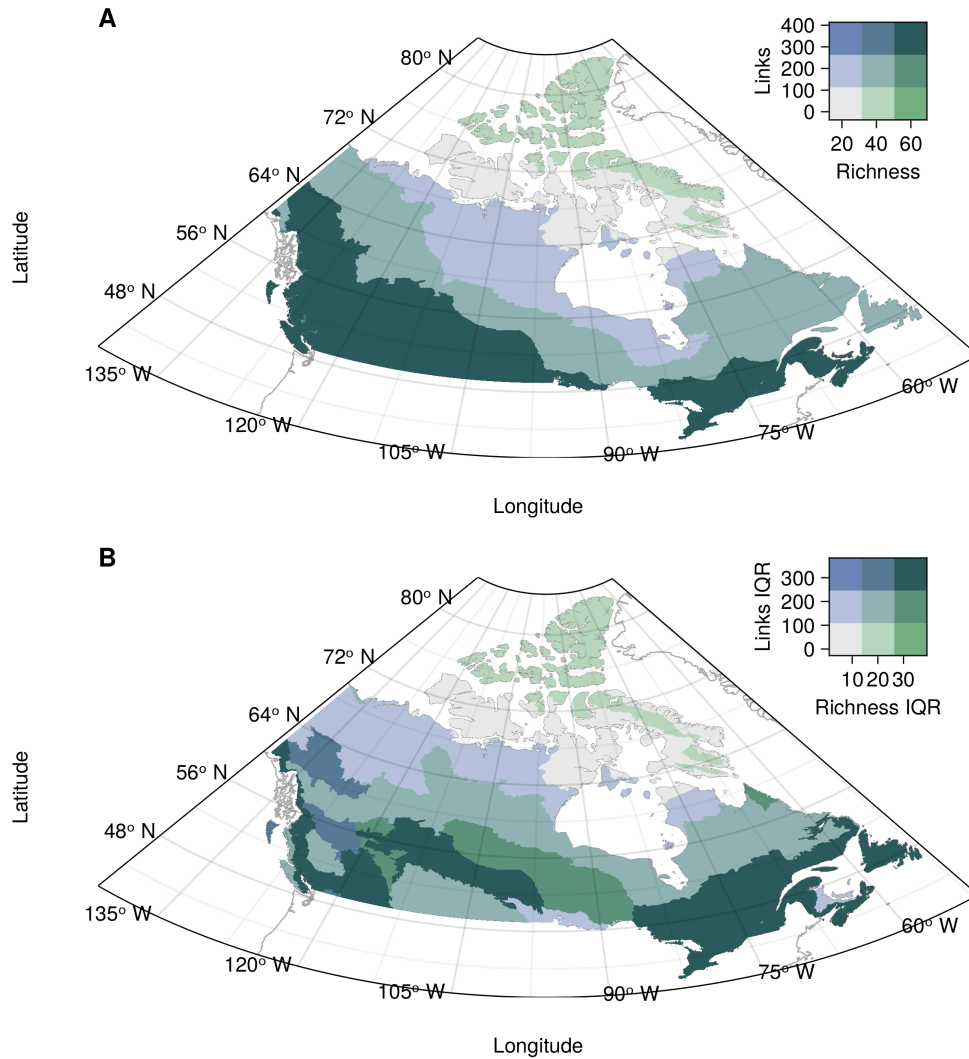 A
80° N
72° N
64° N
56° N
48° N
135° W
120° W
105° W
90° W
75° W
60° W
Latitude
Longitude
Links
400
300
200
100
0
20 40 60
Richness
B
80° N
72° N
64° N
56° N
48° N
135° W
120° W
105° W
90° W
75° W
60° W
Latitude
Longitude
Links IQR
300
200
100
0
10 20 30
Richness IQR